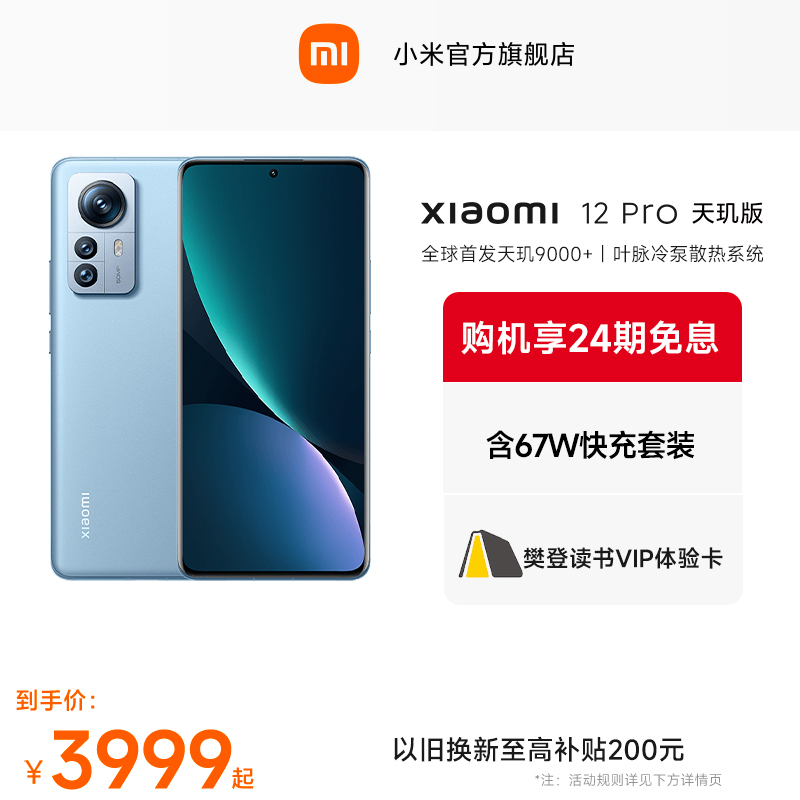 小米官方旗舰店
xiaomi 12 Pro 天玑版
全球首发天玑9000+ | 叶脉冷泵散热系统
购机享24期免息
含67W快充套装
樊登读书VIP体验卡
50MP
xiaomi
到手价：
¥3999起
以旧换新至高补贴200元
*注：活动规则详见下方详情页